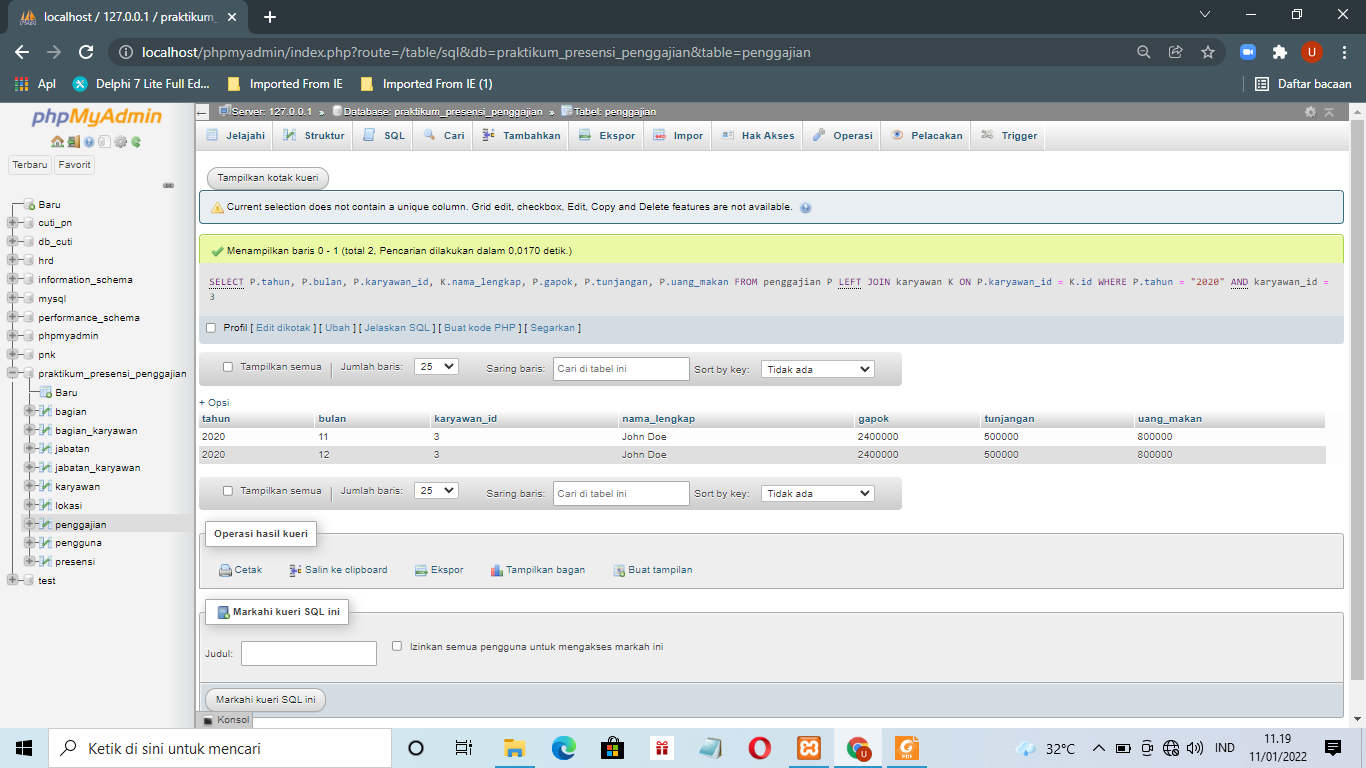 localhost / 127.0.0.1 / praktikum_
localhost/phpmyadmin/index.php?route=/table/sql&db=praktikum_presensi_penggajian&table=penggajian
U
Apl
Delphi 7 Lite Full Ed...
Imported From IE
Imported From IE (1)
Daftar bacaan
phpMyAdmin
Terbaru
Favorit
Baru
cuti_pn
db_cuti
hrd
information_schema
mysql
performance_schema
phpmyadmin
pnk
praktikum_presensi_penggajian
Baru
bagian
bagian_karyawan
jabatan
jabatan_karyawan
karyawan
lokasi
penggajian
pengguna
presensi
test
Server: 127.0.0.1 » Database: praktikum_presensi_penggajian » Tabel: penggajian
Jelajahi Struktur SQL Cari Tambahkan Ekspor Impor Hak Akses Operasi Pelacakan Trigger
Tampilkan kotak kueri
Current selection does not contain a unique column. Grid edit, checkbox, Edit, Copy and Delete features are not available.
Menampilkan baris 0 - 1 (total 2, Pencarian dilakukan dalam 0,0170 detik.)
SELECT P.tahun, P.bulan, P.karyawan_id, K.nama_lengkap, P.gapok, P.tunjangan, P.uang_makan FROM penggajian P LEFT JOIN karyawan K ON P.karyawan_id = K.id WHERE P.tahun = "2020" AND karyawan_id =
3
Profil [ Edit dikotak ] [ Ubah ] [ Jelaskan SQL ] [ Buat kode PHP ] [ Segarkan ]
Tampilkan semua | Jumlah baris: 25 Saring baris: Cari di tabel ini Sort by key: Tidak ada
+ Opsi
tahun bulan karyawan_id nama_lengkap gapok tunjangan uang_makan
2020 11 3 John Doe 2400000 500000 800000
2020 12 3 John Doe 2400000 500000 800000
Tampilkan semua | Jumlah baris: 25 Saring baris: Cari di tabel ini Sort by key: Tidak ada
Operasi hasil kueri
Cetak Salin ke clipboard Ekspor Tampilkan bagan Buat tampilan
Markahi kueri SQL ini
Judul:
Izinkan semua pengguna untuk mengakses markah ini
Markahi kueri SQL ini
Konsol
Ketik di sini untuk mencari
U
PDF
32°C
IND
11.19
11/01/2022